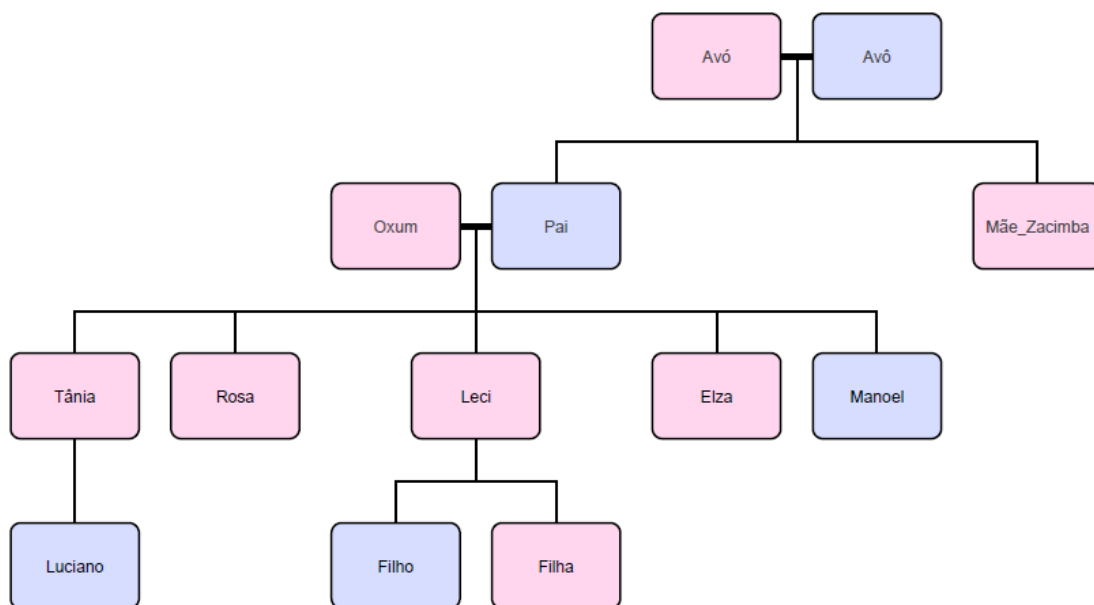 Avó
Avô
Oxum
Pai
Mãe_Zacimba
Tânia
Rosa
Leci
Elza
Manoel
Luciano
Filho
Filha